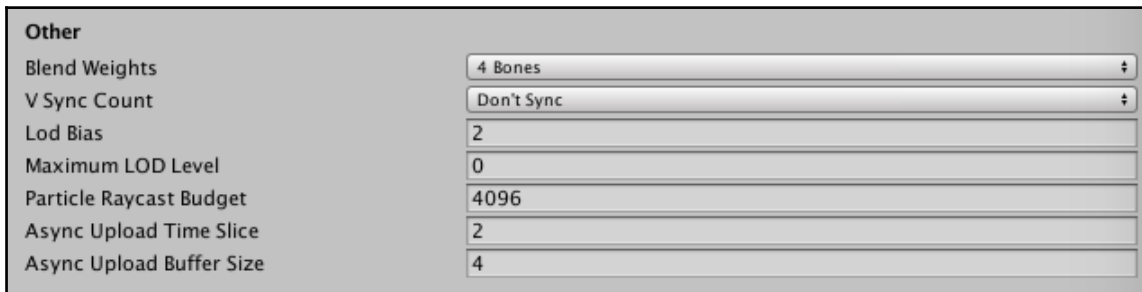 Other
Blend Weights 4 Bones
V Sync Count Don't Sync
Lod Bias 2
Maximum LOD Level 0
Particle Raycast Budget 4096
Async Upload Time Slice 2
Async Upload Buffer Size 4